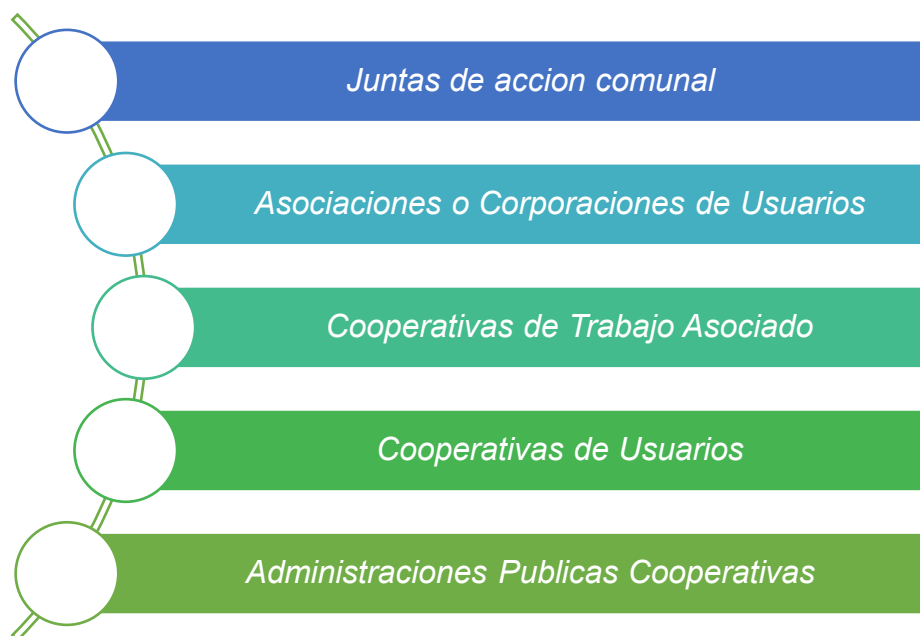 Juntas de accion comunal
Asociaciones o Corporaciones de Usuarios
Cooperativas de Trabajo Asociado
Cooperativas de Usuarios
Administraciones Publicas Cooperativas